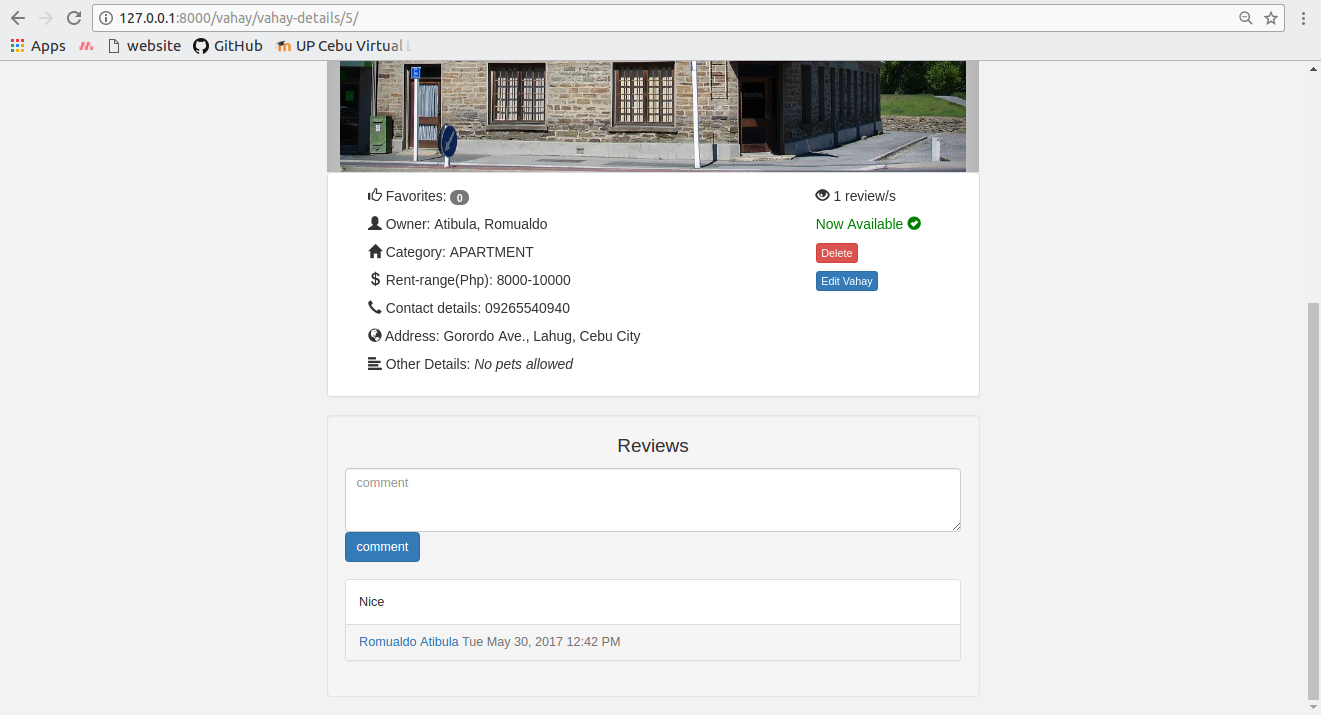 127.0.0.1:8000/vahay/vahay-details/5/
Apps website GitHub UP Cebu Virtual
Favorites: 0
1 review/s
Owner: Atibula, Romualdo
Now Available
Category: APARTMENT
Delete
Rent-range(Php): 8000-10000
Edit Vahay
Contact details: 09265540940
Address: Gorordo Ave., Lahug, Cebu City
Other Details: No pets allowed
Reviews
comment
comment
Nice
Romualdo Atibula Tue May 30, 2017 12:42 PM